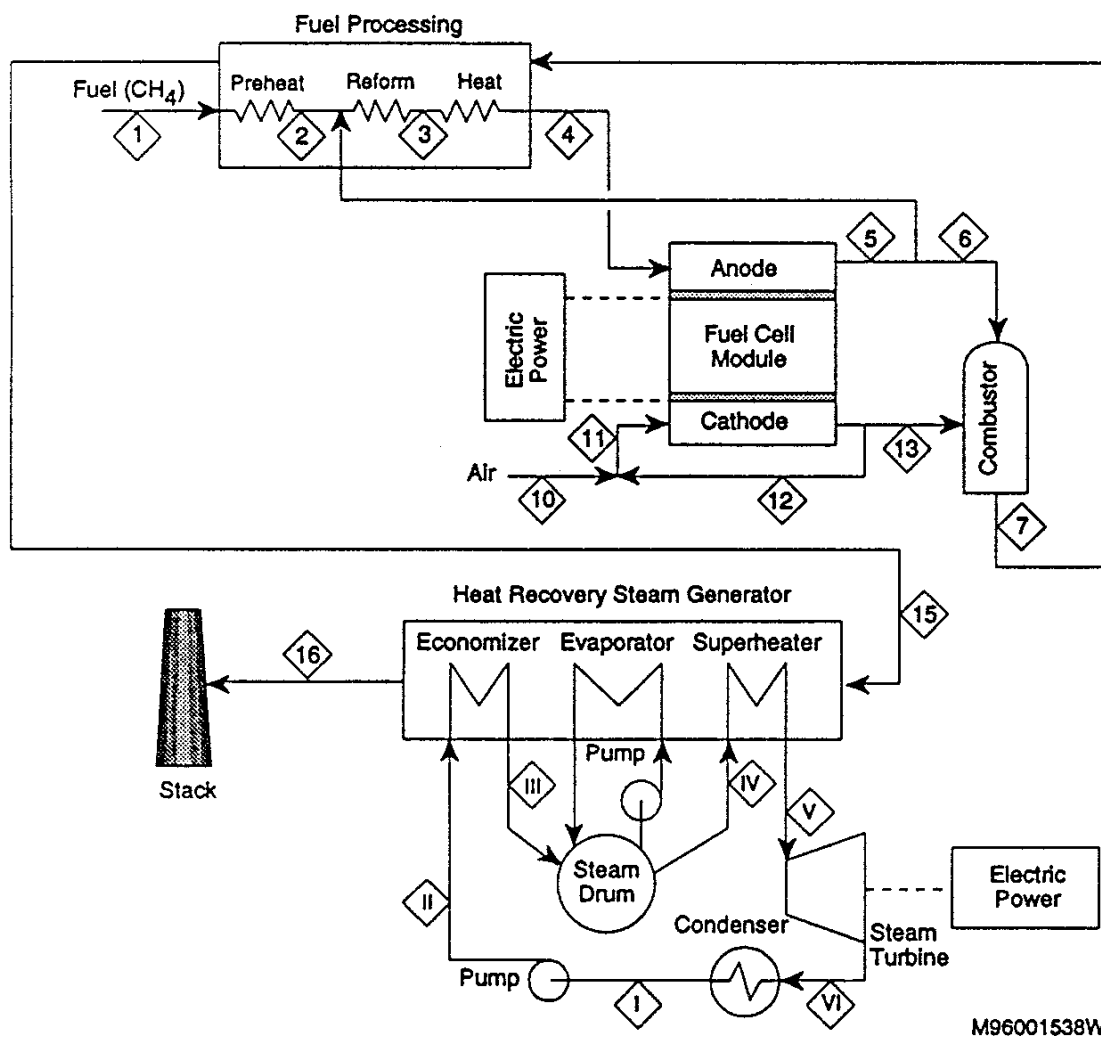 Fuel Processing
Fuel (CH4)
Preheat
Reform
Heat
1
2
3
4
5
6
Anode
Electric
Power
Fuel Cell
Module
Cathode
Combustor
11
13
Air
10
12
7
Heat Recovery Steam Generator
15
Economizer
Evaporator
Superheater
16
Pump
Stack
III
IV
V
Steam
Drum
Electric
Power
II
Condenser
Steam
Turbine
Pump
I
VI
M96001538W